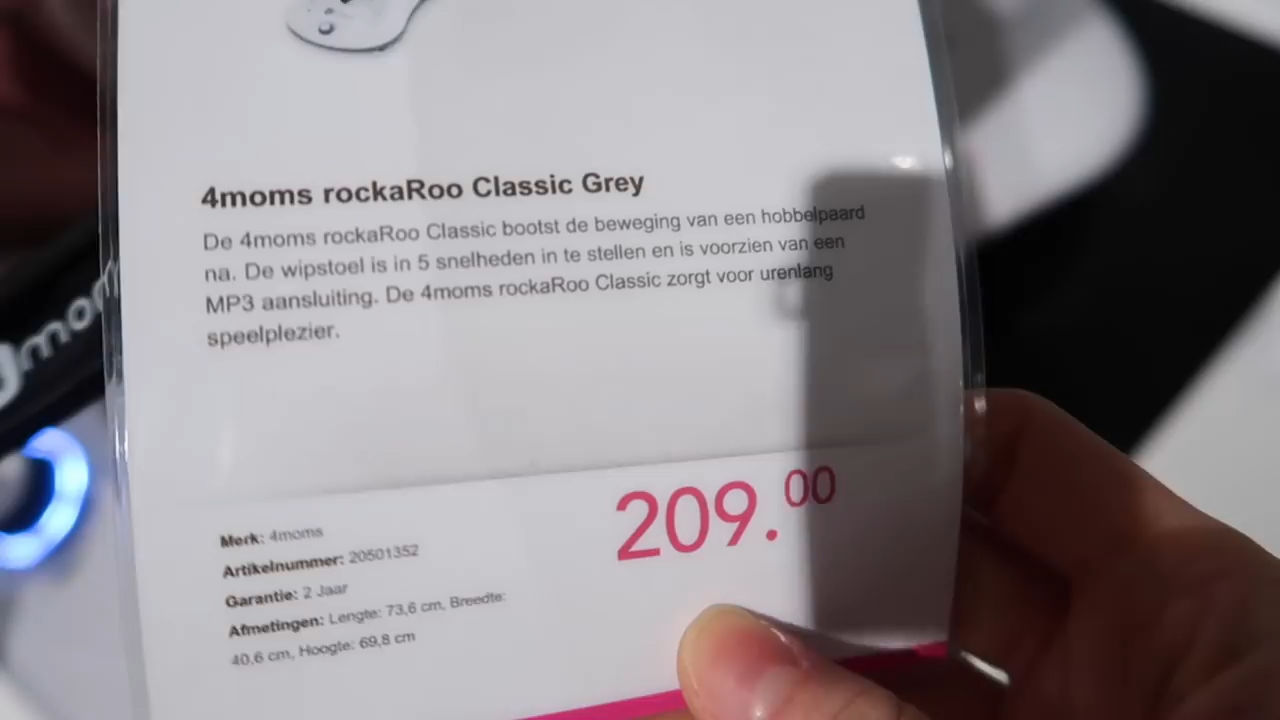 4moms rockaRoo Classic Grey
De 4moms rockaRoo Classic bootst de beweging van een hobbelpaard
na. De wipstoel is in 5 snelheden in te stellen en is voorzien van een
MP3 aansluiting. De 4moms rockaRoo Classic zorgt voor urenlang
speelplezier.
209.00
Merk: 4moms
Artikelnummer: 20501352
Garantie: 2 Jaar
Afmetingen: Lengte: 73,6 cm, Breedte:
40,6 cm, Hoogte: 69,8 cm